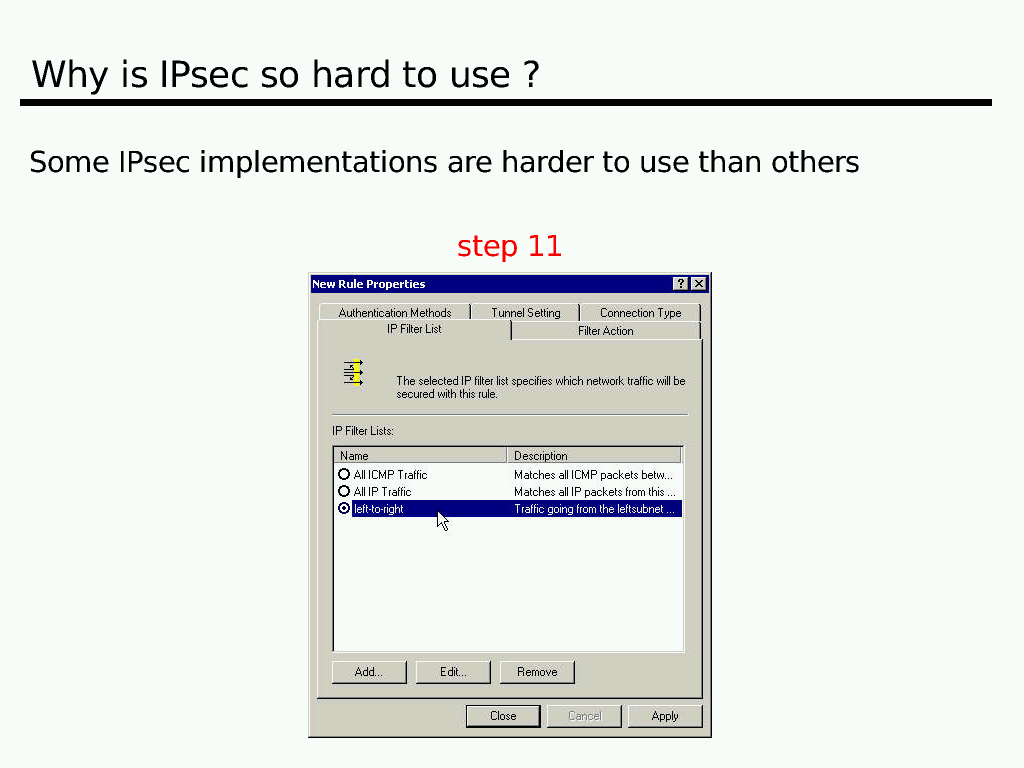 Why is IPsec so hard to use ?
Some IPsec implementations are harder to use than others
step 11
New Rule Properties
Authentication Methods Tunnel Setting Connection Type
IP Filter List Filter Action
The selected IP filter list specifies which network traffic will be
secured with this rule.
IP Filter Lists:
Name Description
All ICMP Traffic Matches all ICMP packets betw...
All IP Traffic Matches all IP packets from this ...
left-to-right Traffic going from the leftsubnet ...
Add... Edit... Remove
Close Cancel Apply